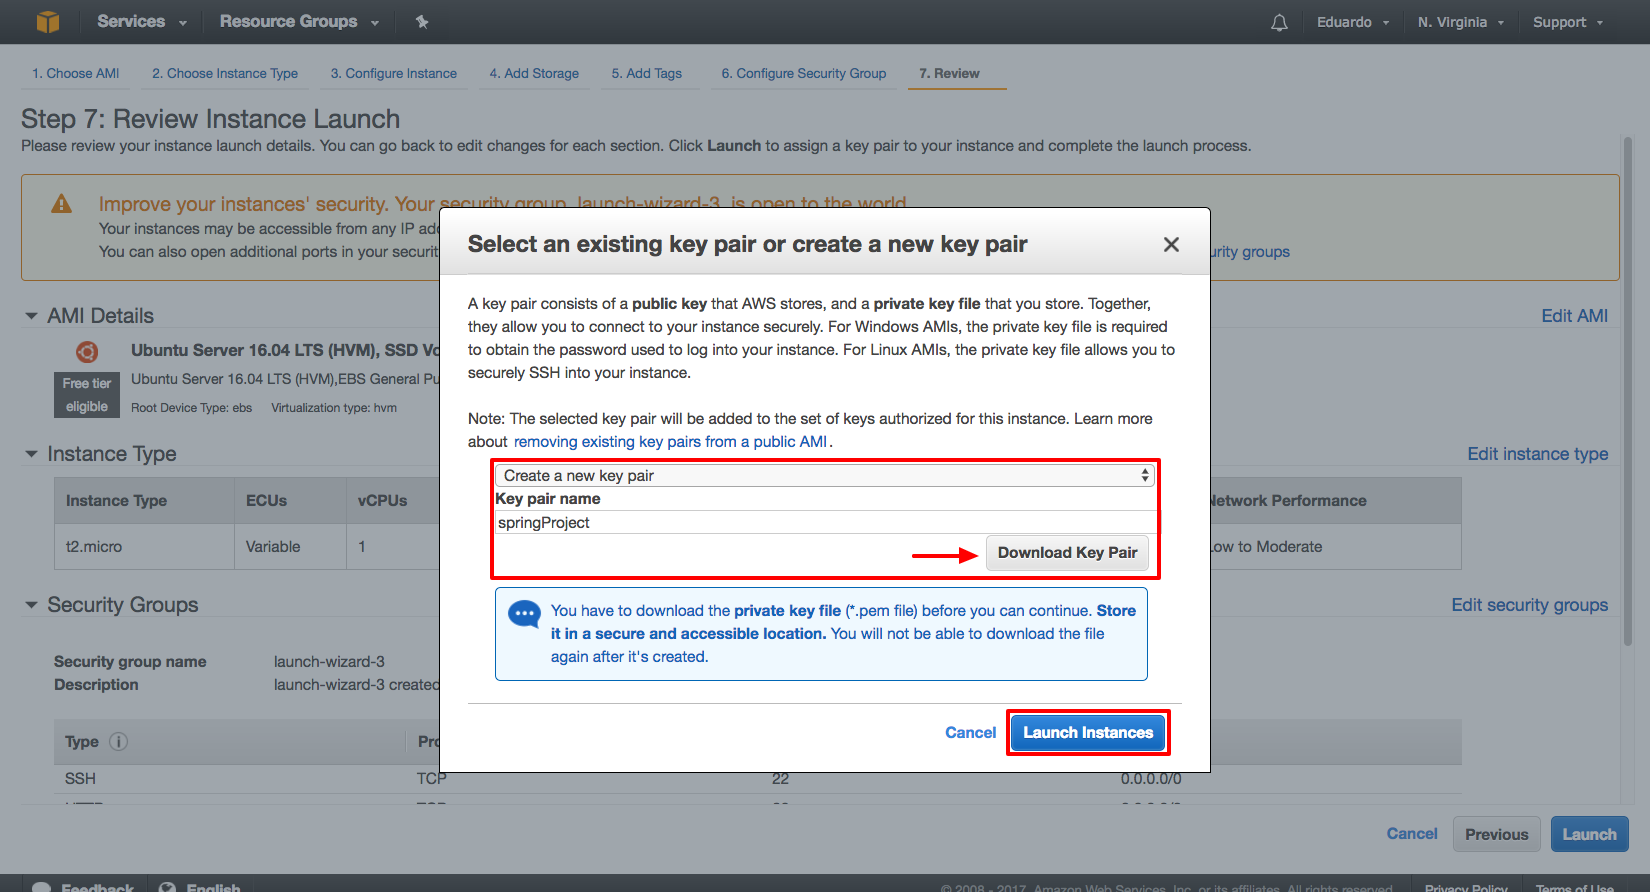 Services Resource Groups Eduardo N. Virginia Support
1. Choose AMI 2. Choose Instance Type 3. Configure Instance 4. Add Storage 5. Add Tags 6. Configure Security Group 7. Review
Step 7: Review Instance Launch
Please review your instance launch details. You can go back to edit changes for each section. Click Launch to assign a key pair to your instance and complete the launch process.
Improve your instances' security. Your security group, launch-wizard-3, is open to the world.
Your instances may be accessible from any IP
You can also open additional ports in your
groups
AMI Details
Edit AMI
Ubuntu Server 16.04 LTS (HVM), SSD
Free tier
eligible
Ubuntu Server 16.04 LTS (HVM),EBS General
Root Device Type: ebs Virtualization type: hvm
Instance Type
Edit instance type
Instance Type ECUs vCPUs Network Performance
t2.micro Variable 1 Low to Moderate
Security Groups
Edit security groups
Security group name launch-wizard-3
Description launch-wizard-3 created
Type
SSH TCP 22 0.0.0.0/0
Select an existing key pair or create a new key pair
A key pair consists of a public key that AWS stores, and a private key file that you store. Together,
they allow you to connect to your instance securely. For Windows AMIs, the private key file is required
to obtain the password used to log into your instance. For Linux AMIs, the private key file allows you to
securely SSH into your instance.
Note: The selected key pair will be added to the set of keys authorized for this instance. Learn more
about removing existing key pairs from a public AMI.
Create a new key pair
Key pair name
springProject
Download Key Pair
You have to download the private key file (*.pem file) before you can continue. Store
it in a secure and accessible location. You will not be able to download the file
again after it's created.
Cancel Launch Instances
Cancel Previous Launch
Feedback English © 2008 - 2017, Amazon Web Services, Inc. or its affiliates. All rights reserved. Privacy Policy Terms of Use